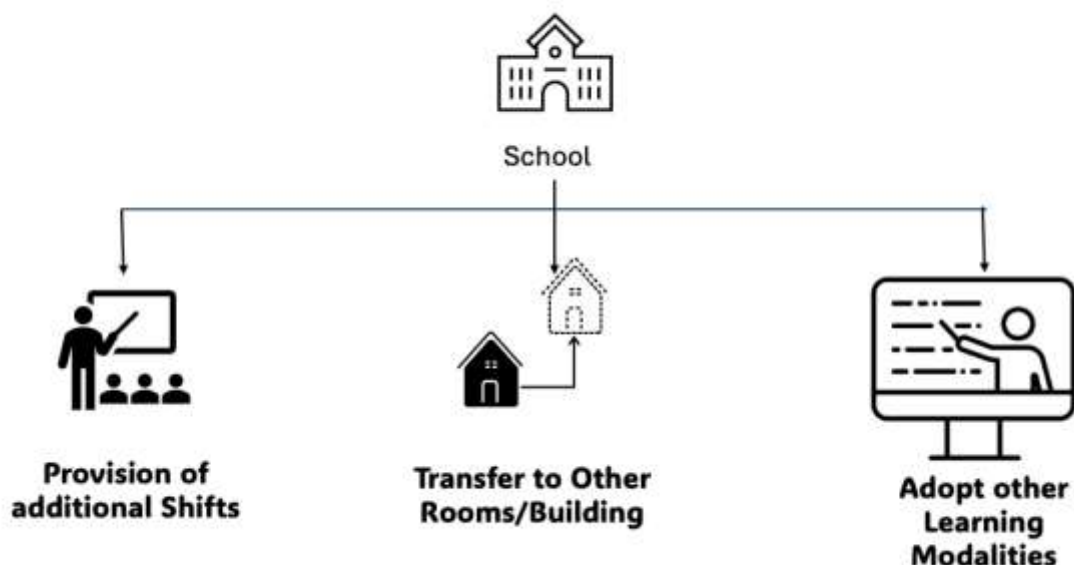 School
Provision of
additional Shifts
Transfer to Other
Rooms/Building
Adopt other
Learning
Modalities